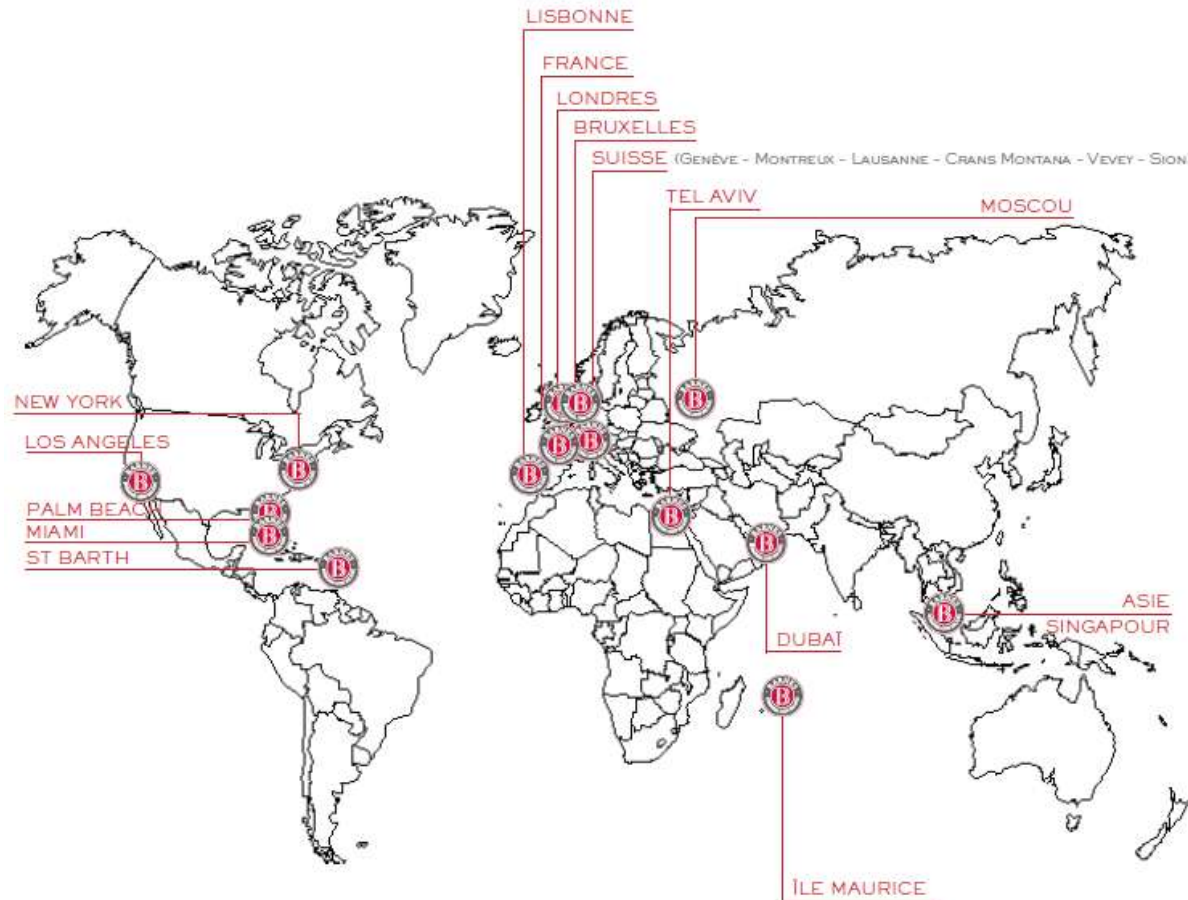 LISBONNE
FRANCE
LONDRES
BRUXELLES
SUISSE (GENÈVE - MONTREUX - LAUSANNE - CRANS MONTANA - VEVEY - SION
TEL AVIV
MOSCOU
NEW YORK
LOS ANGELES
PALM BEACH
MIAMI
ST BARTH
ASIE
SINGAPOUR
DUBAÏ
ÎLE MAURICE